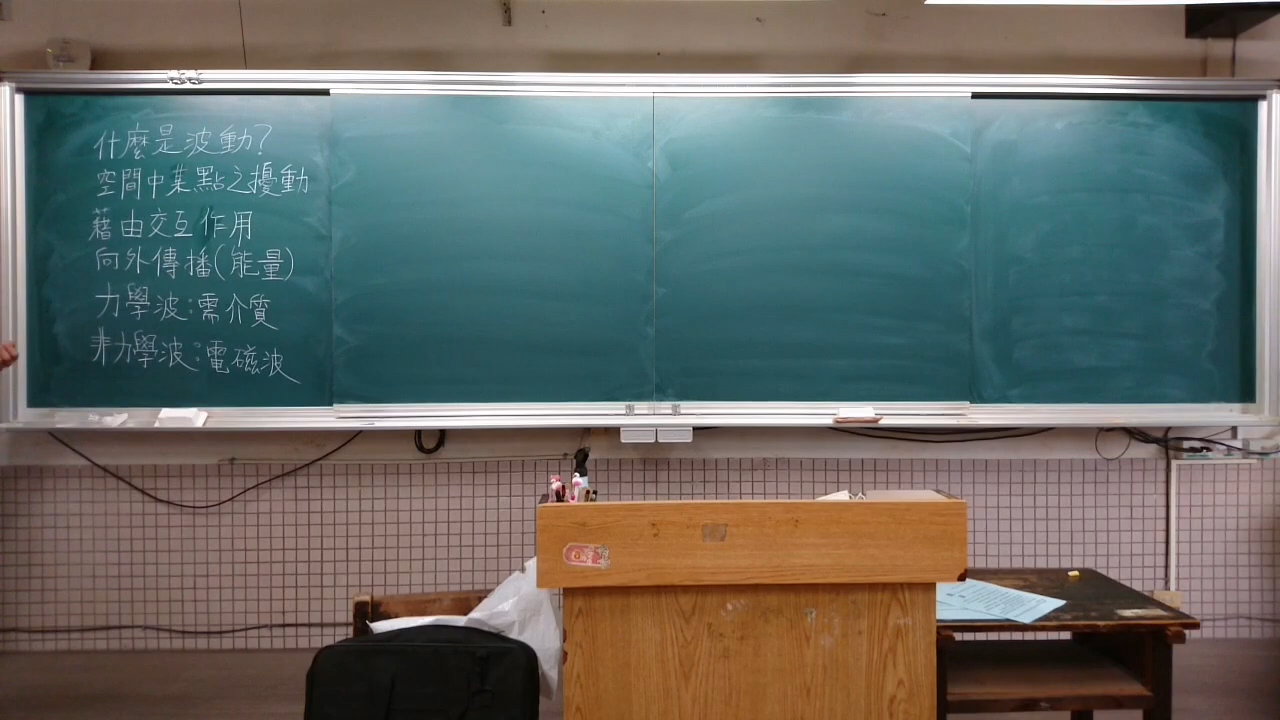 什麼是波動?
空間中某點之擾動
藉由交互作用
向外傳播(能量)
力學波:需介質
非力學波:電磁波